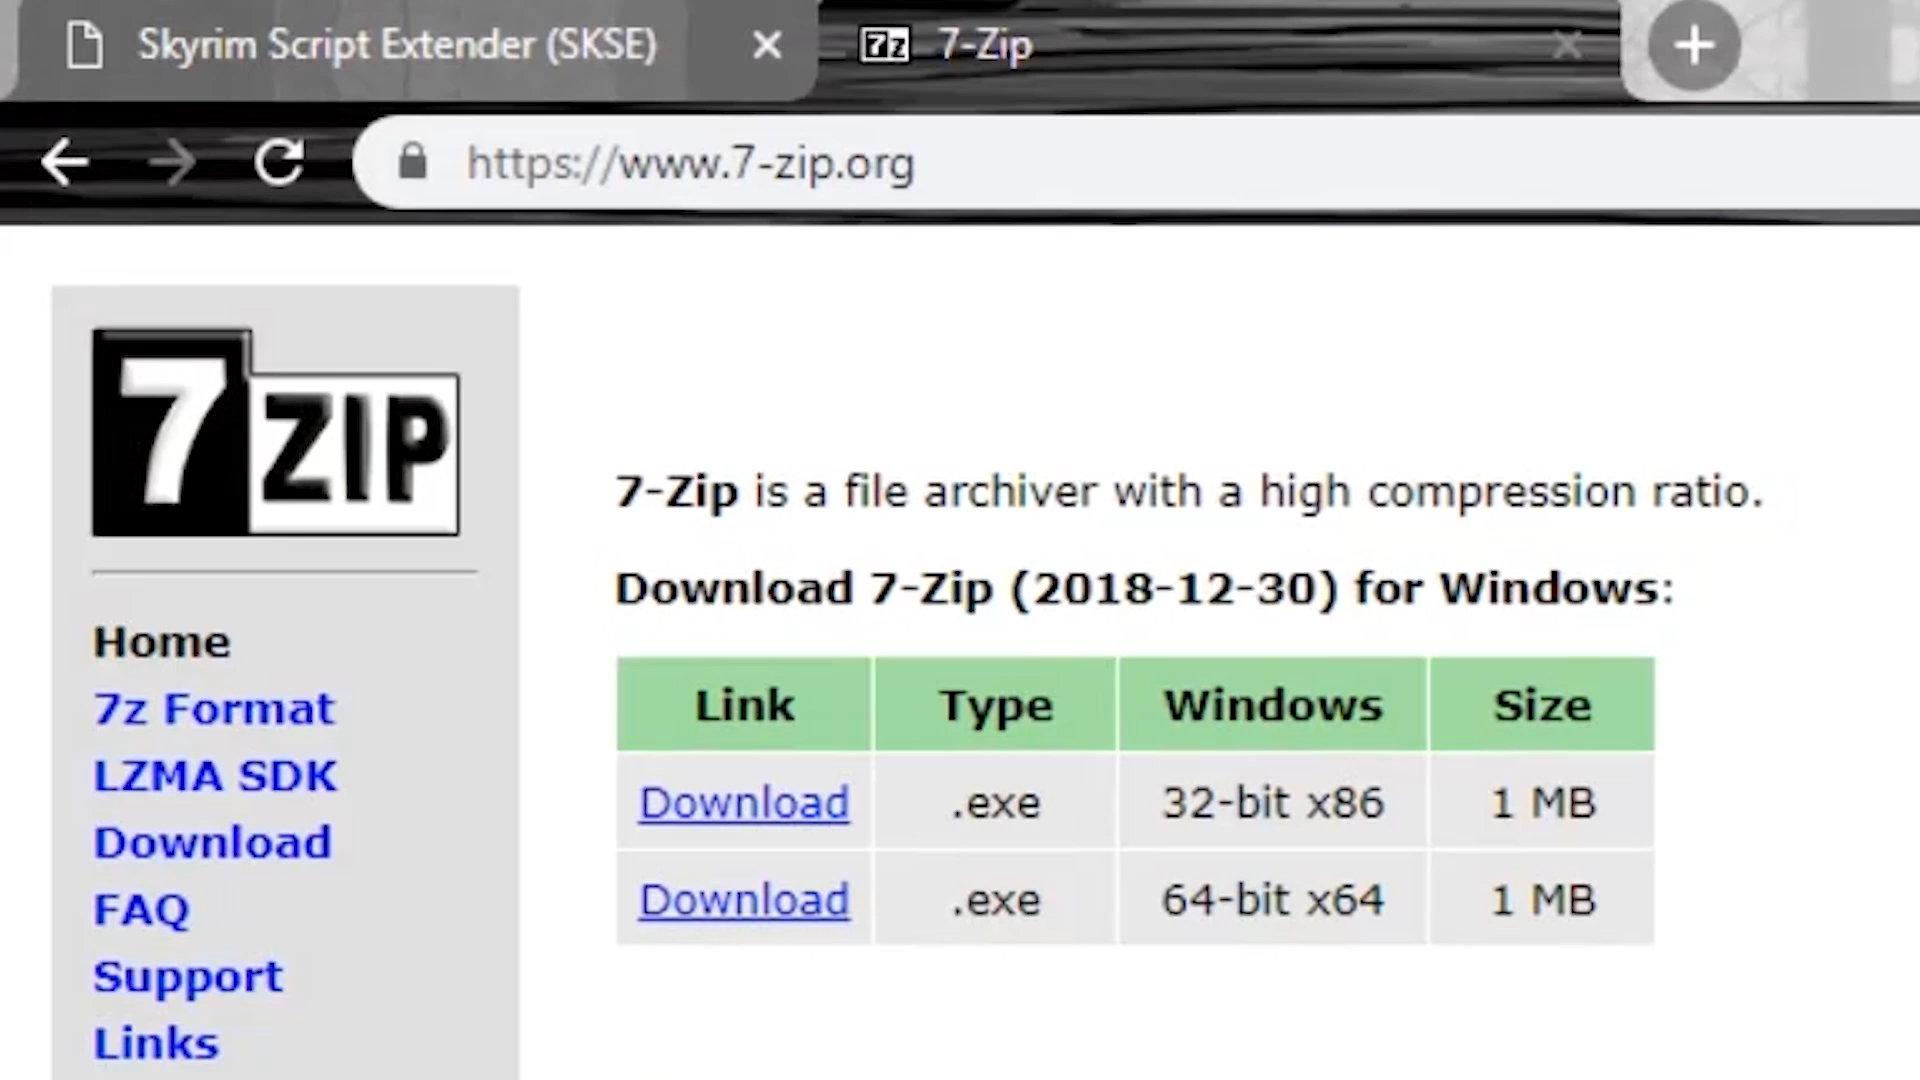 Skyrim Script Extender (SKSE)
7z 7-Zip
https://www.7-zip.org
7 ZIP
7-Zip is a file archiver with a high compression ratio.
Download 7-Zip (2018-12-30) for Windows:
Home
7z Format
LZMA SDK
Download
FAQ
Support
Links
Link Type Windows Size
Download .exe 32-bit x86 1 MB
Download .exe 64-bit x64 1 MB